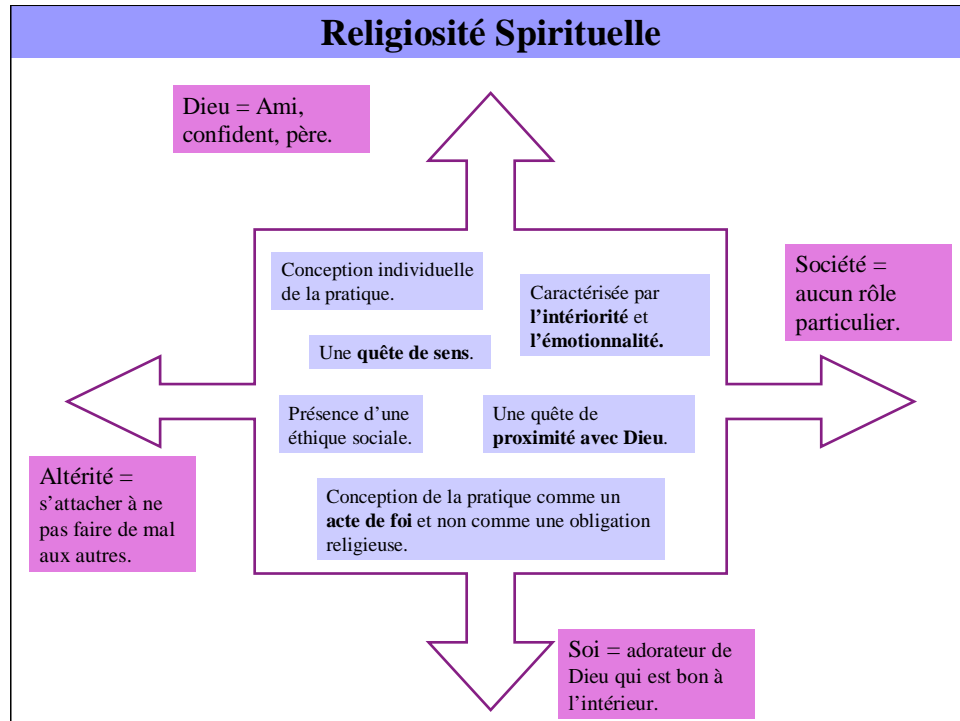 Religiosité Spirituelle
Dieu = Ami,
confident, père.
Conception individuelle
de la pratique.
Caractérisée par
l’intériorité et
l’émotionnalité.
Société =
aucun rôle
particulier.
Une quête de sens.
Présence d’une
éthique sociale.
Une quête de
proximité avec Dieu.
Altérité =
s’attacher à ne
pas faire de mal
aux autres.
Conception de la pratique comme un
acte de foi et non comme une obligation
religieuse.
Soi = adorateur de
Dieu qui est bon à
l’intérieur.